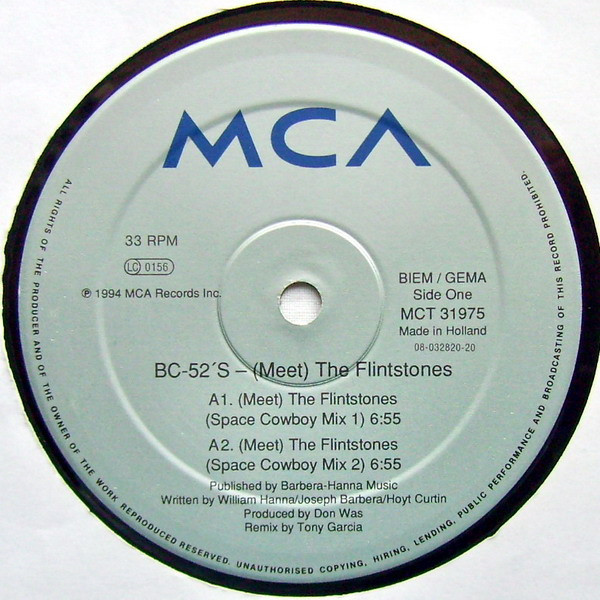 MCA
33 RPM
LC 0156
℗ 1994 MCA Records Inc.
BIEM / GEMA
Side One
MCT 31975
Made in Holland
08-032820-20
BC-52´S – (Meet) The Flintstones
A1. (Meet) The Flintstones
(Space Cowboy Mix 1) 6:55
A2. (Meet) The Flintstones
(Space Cowboy Mix 2) 6:55
Published by Barbera-Hanna Music
Written by William Hanna/Joseph Barbera/Hoyt Curtin
Produced by Don Was
Remix by Tony Garcia
ALL RIGHTS OF THE PRODUCER AND OF THE OWNER OF THE WORK REPRODUCED RESERVED. UNAUTHORISED COPYING, HIRING, LENDING, PUBLIC PERFORMANCE AND BROADCASTING OF THIS RECORD PROHIBITED.